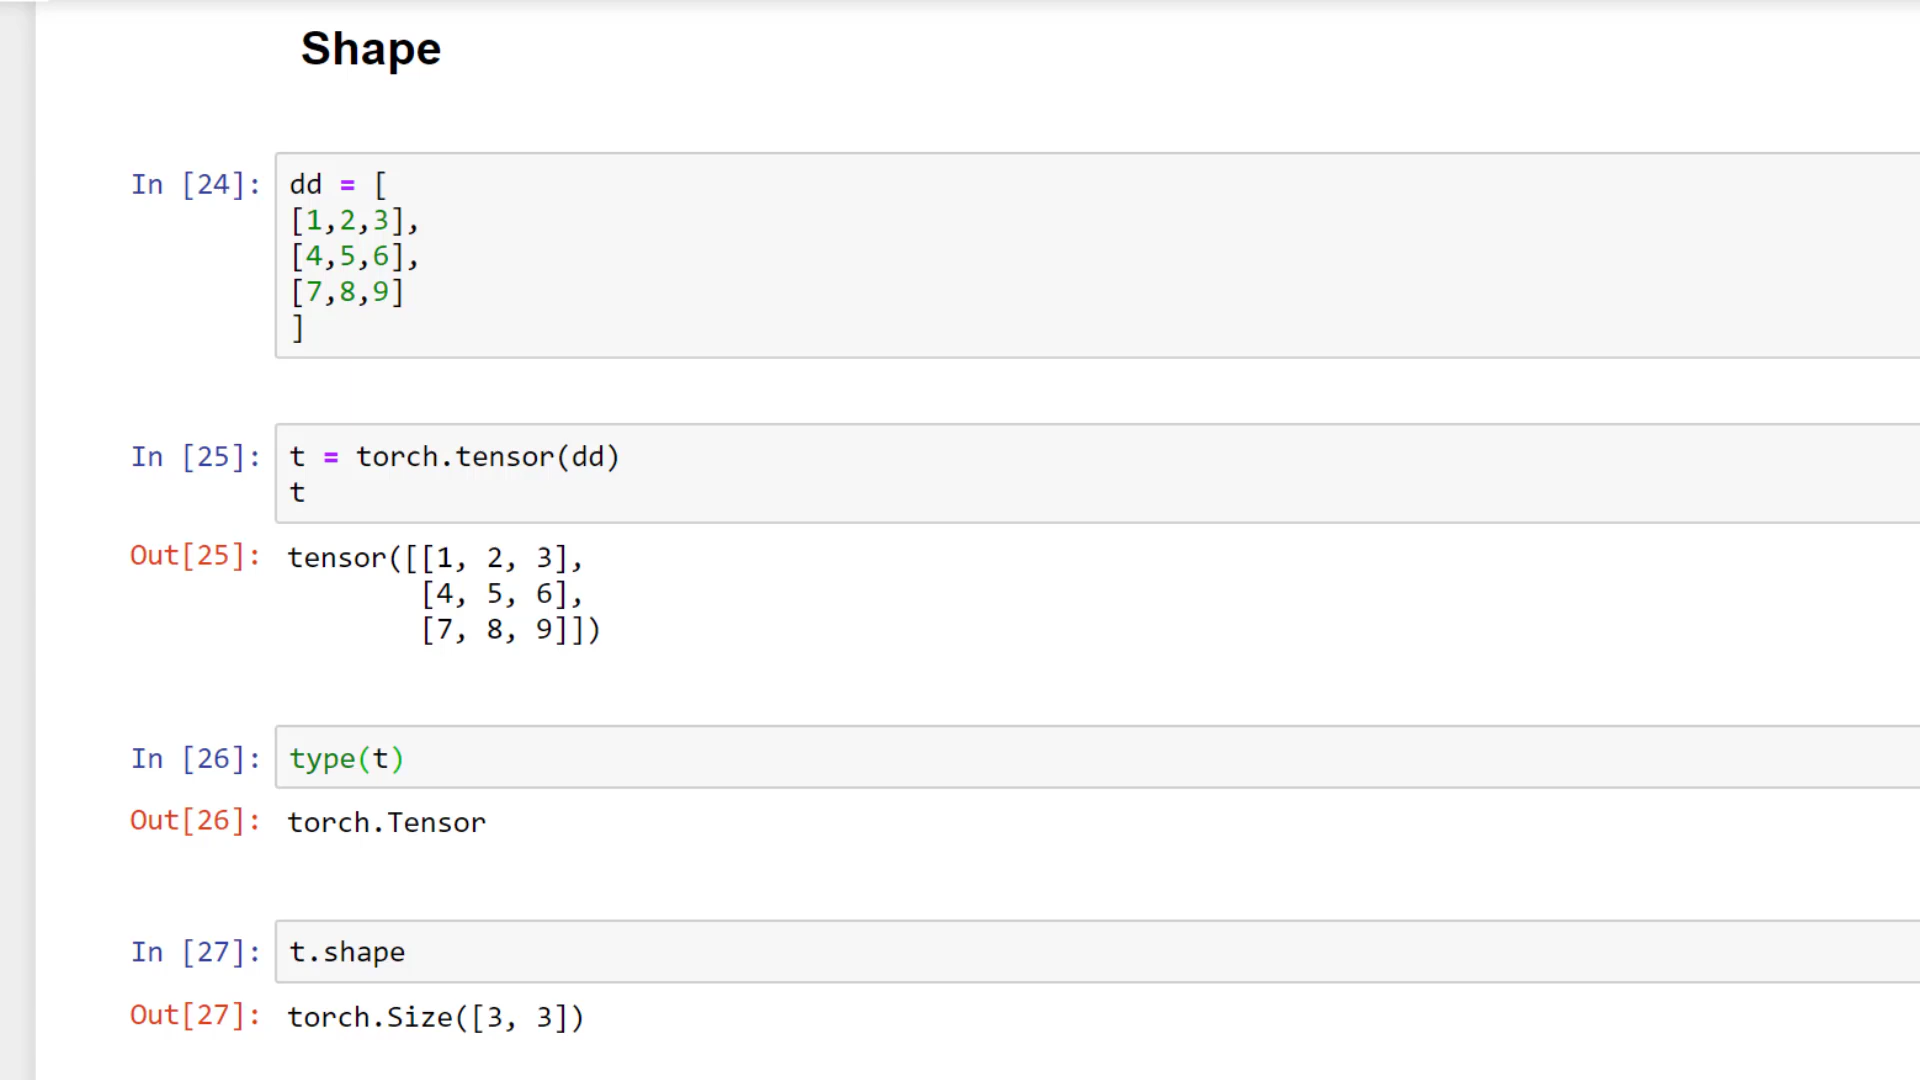 Shape
In [24]: dd = [
[1,2,3],
[4,5,6],
[7,8,9]
]
In [25]: t = torch.tensor(dd)
t
Out[25]: tensor([[1, 2, 3],
[4, 5, 6],
[7, 8, 9]])
In [26]: type(t)
Out[26]: torch.Tensor
In [27]: t.shape
Out[27]: torch.Size([3, 3])